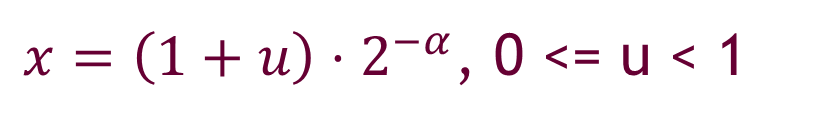 x = (1 + u) · 2^{−α}, 0 <= u < 1